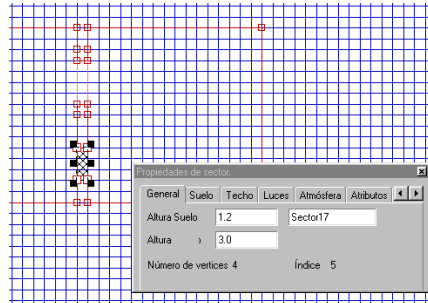 Propiedades de sector.
General Suelo Techo Luces Atmósfera Atributos
Altura Suelo 1.2 Sector17
Altura 3.0
Número de vertices 4 Índice 5